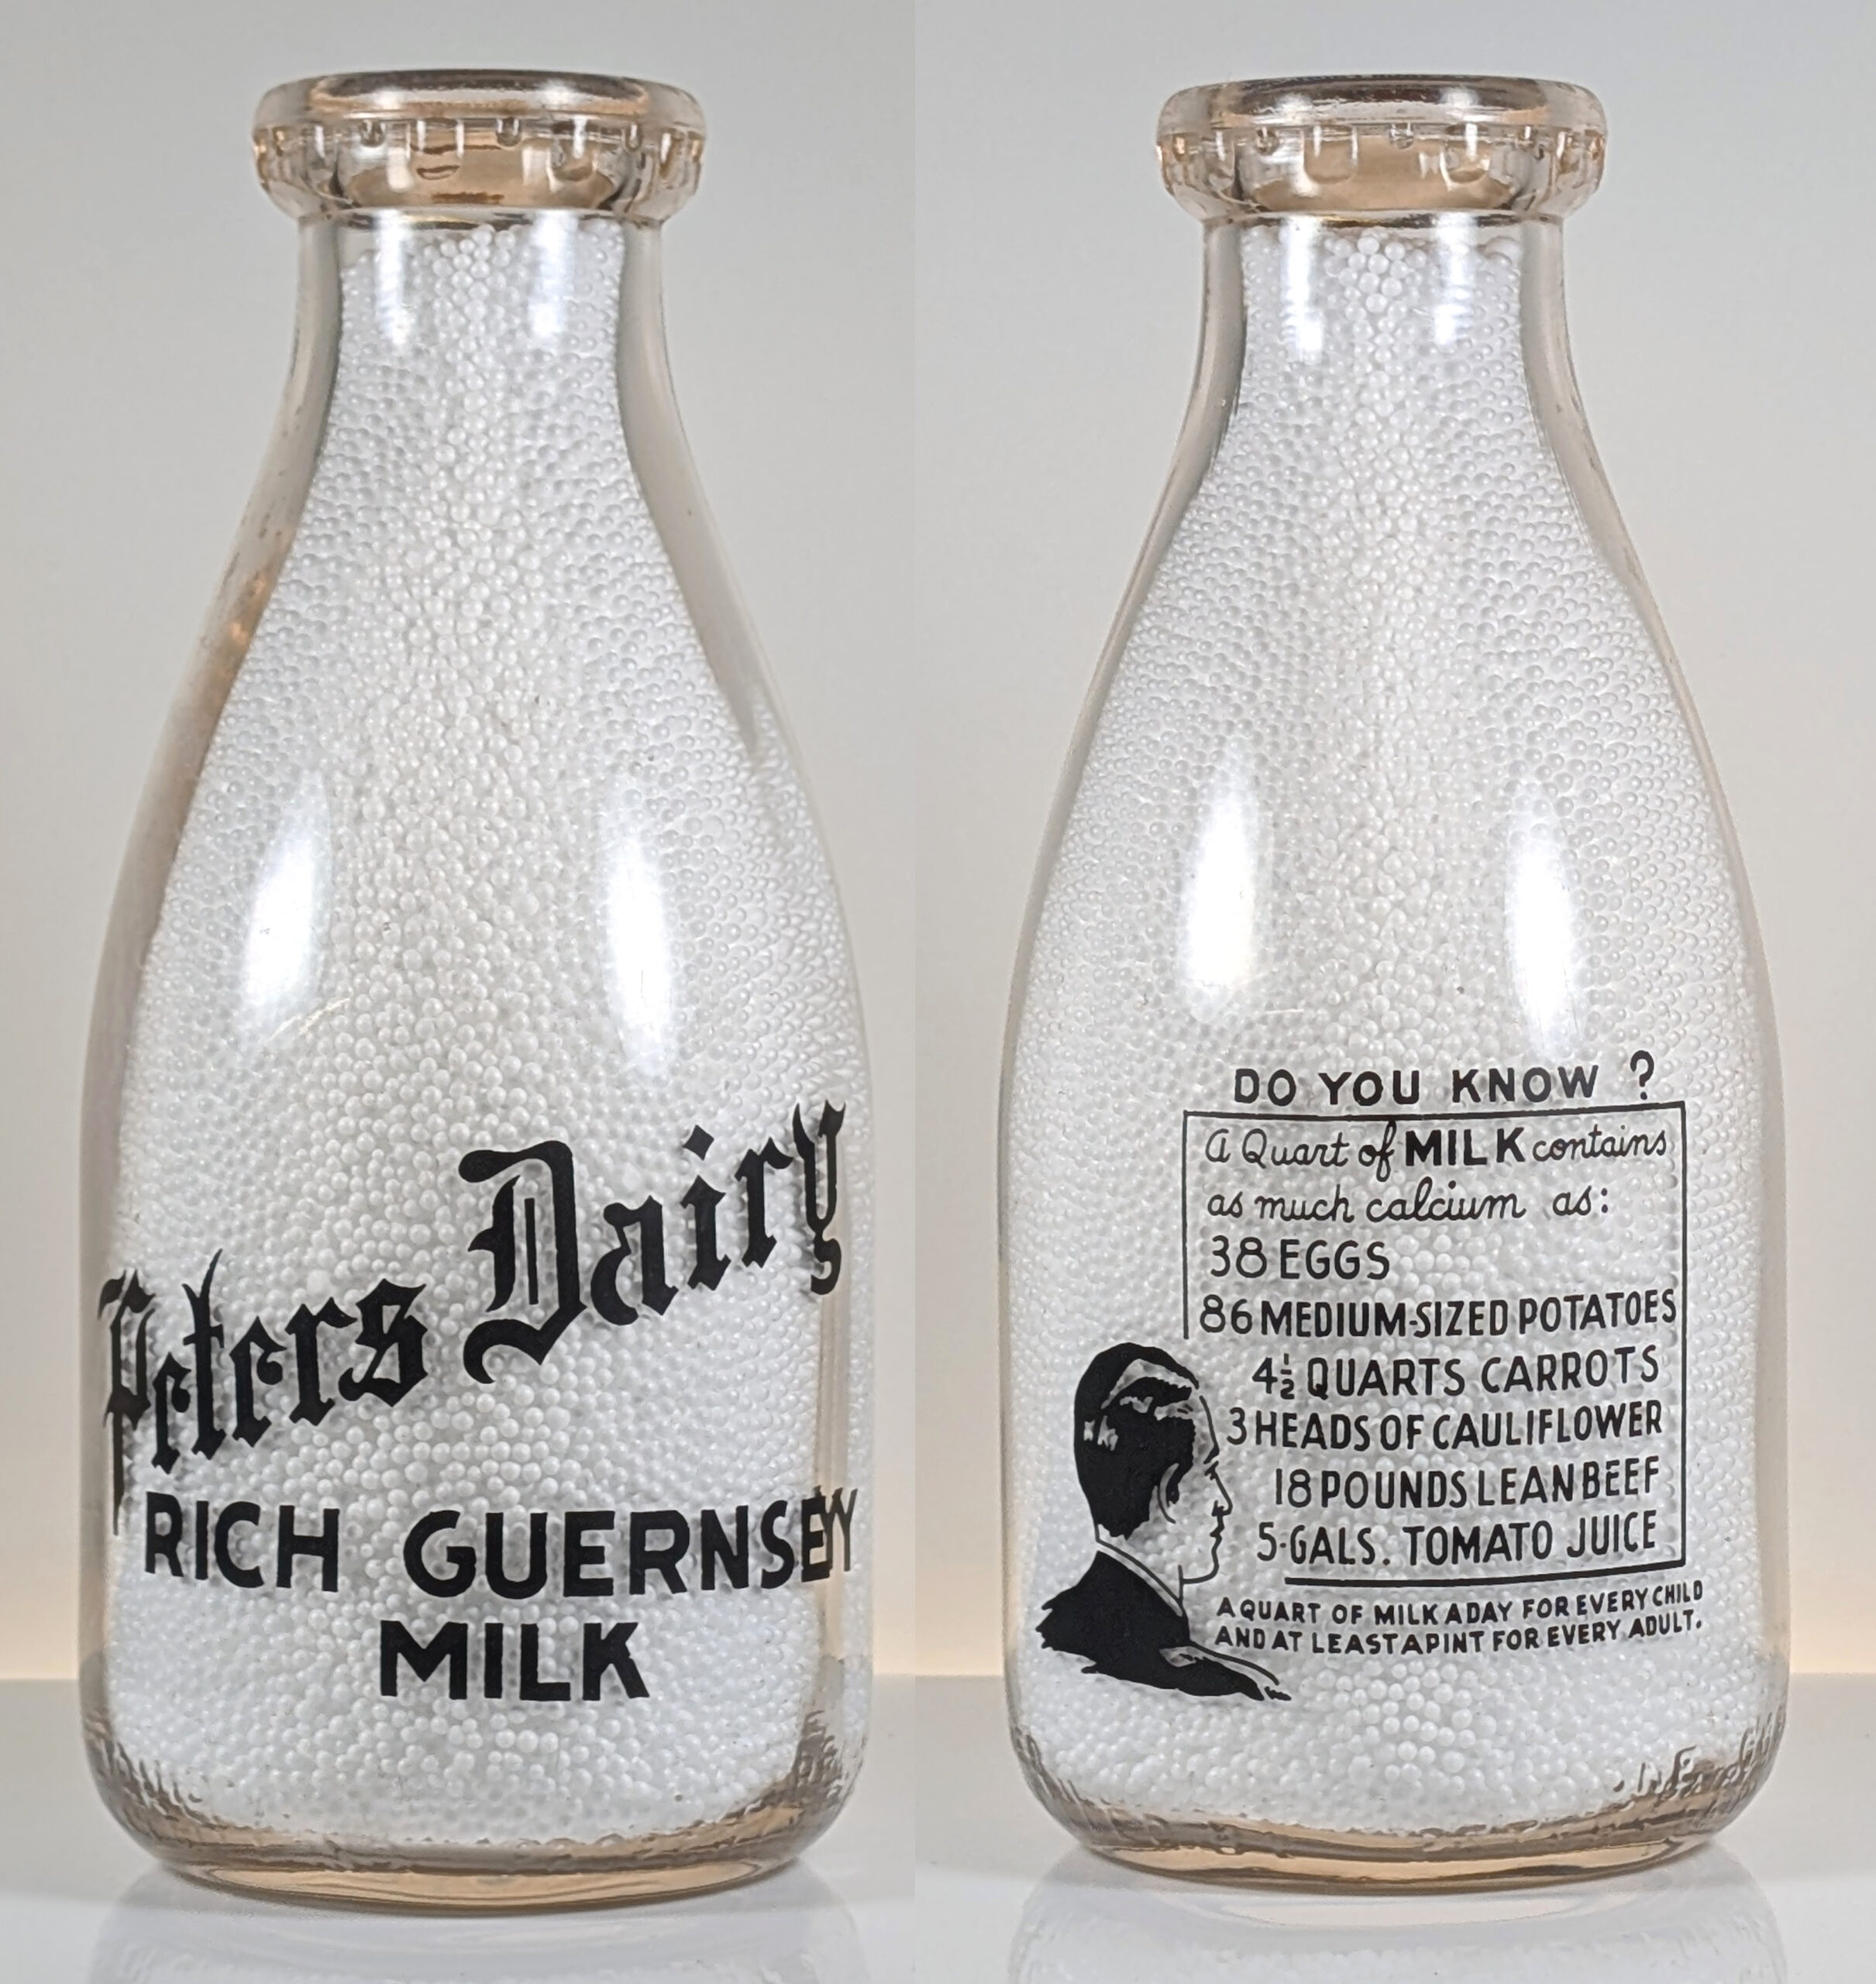 Peters Dairy
RICH GUERNSEY
MILK
DO YOU KNOW ?
A Quart of MILK contains
as much calcium as:
38 EGGS
86 MEDIUM-SIZED POTATOES
4½ QUARTS CARROTS
3 HEADS OF CAULIFLOWER
18 POUNDS LEAN BEEF
5-GALS. TOMATO JUICE
A QUART OF MILK A DAY FOR EVERY CHILD
AND AT LEAST A PINT FOR EVERY ADULT.